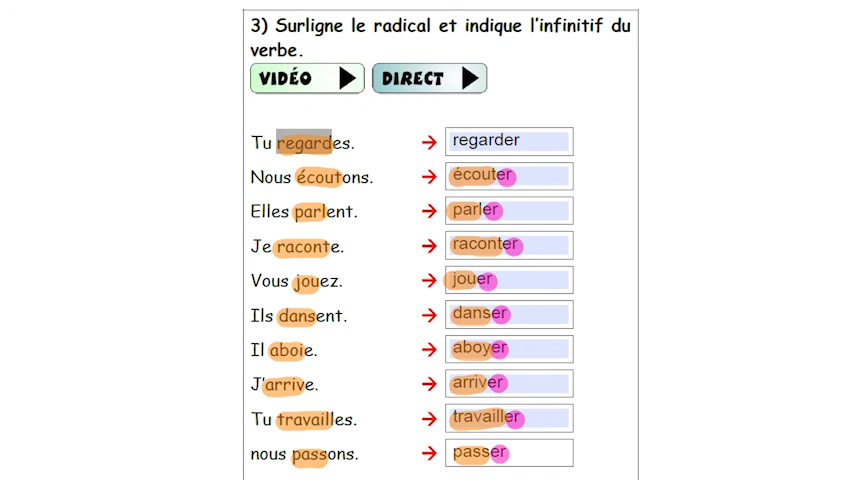 3) Surligne le radical et indique l'infinitif du
verbe.
VIDÉO DIRECT
Tu regardes. → regarder
Nous écoutons. → écouter
Elles parlent. → parler
Je raconte. → raconter
Vous jouez. → jouer
Ils dansent. → danser
Il aboie. → aboyer
J'arrive. → arriver
Tu travailles. → travailler
nous passons. → passer